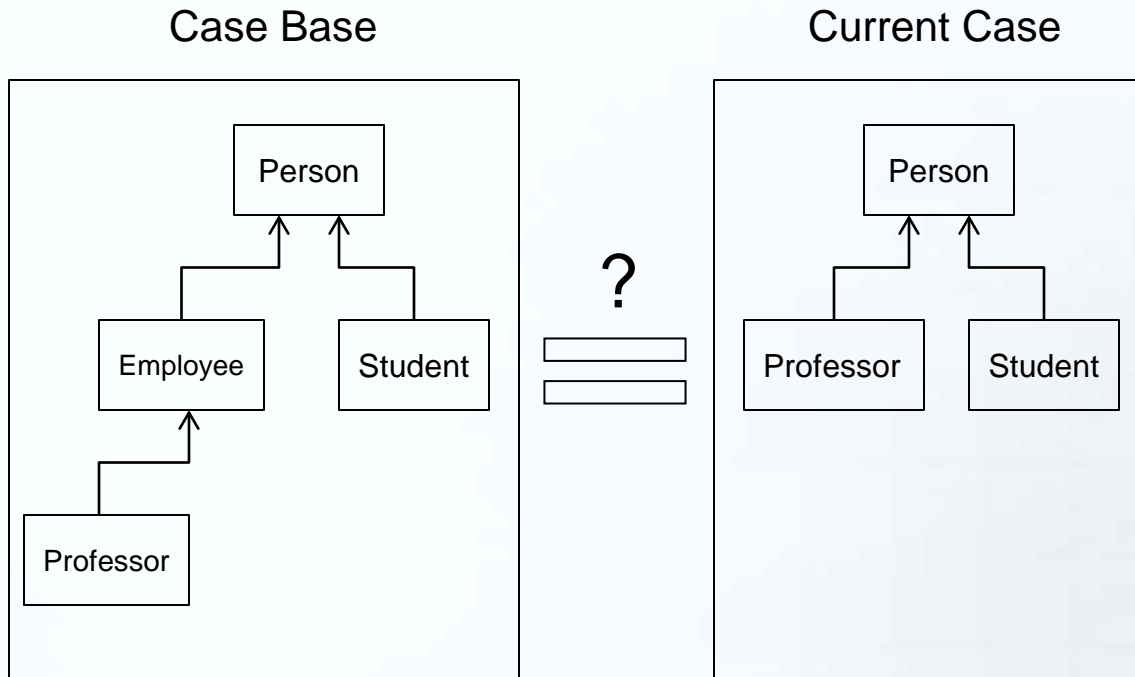 Case Base
Person
Employee
Student
Professor
?
Current Case
Person
Professor
Student